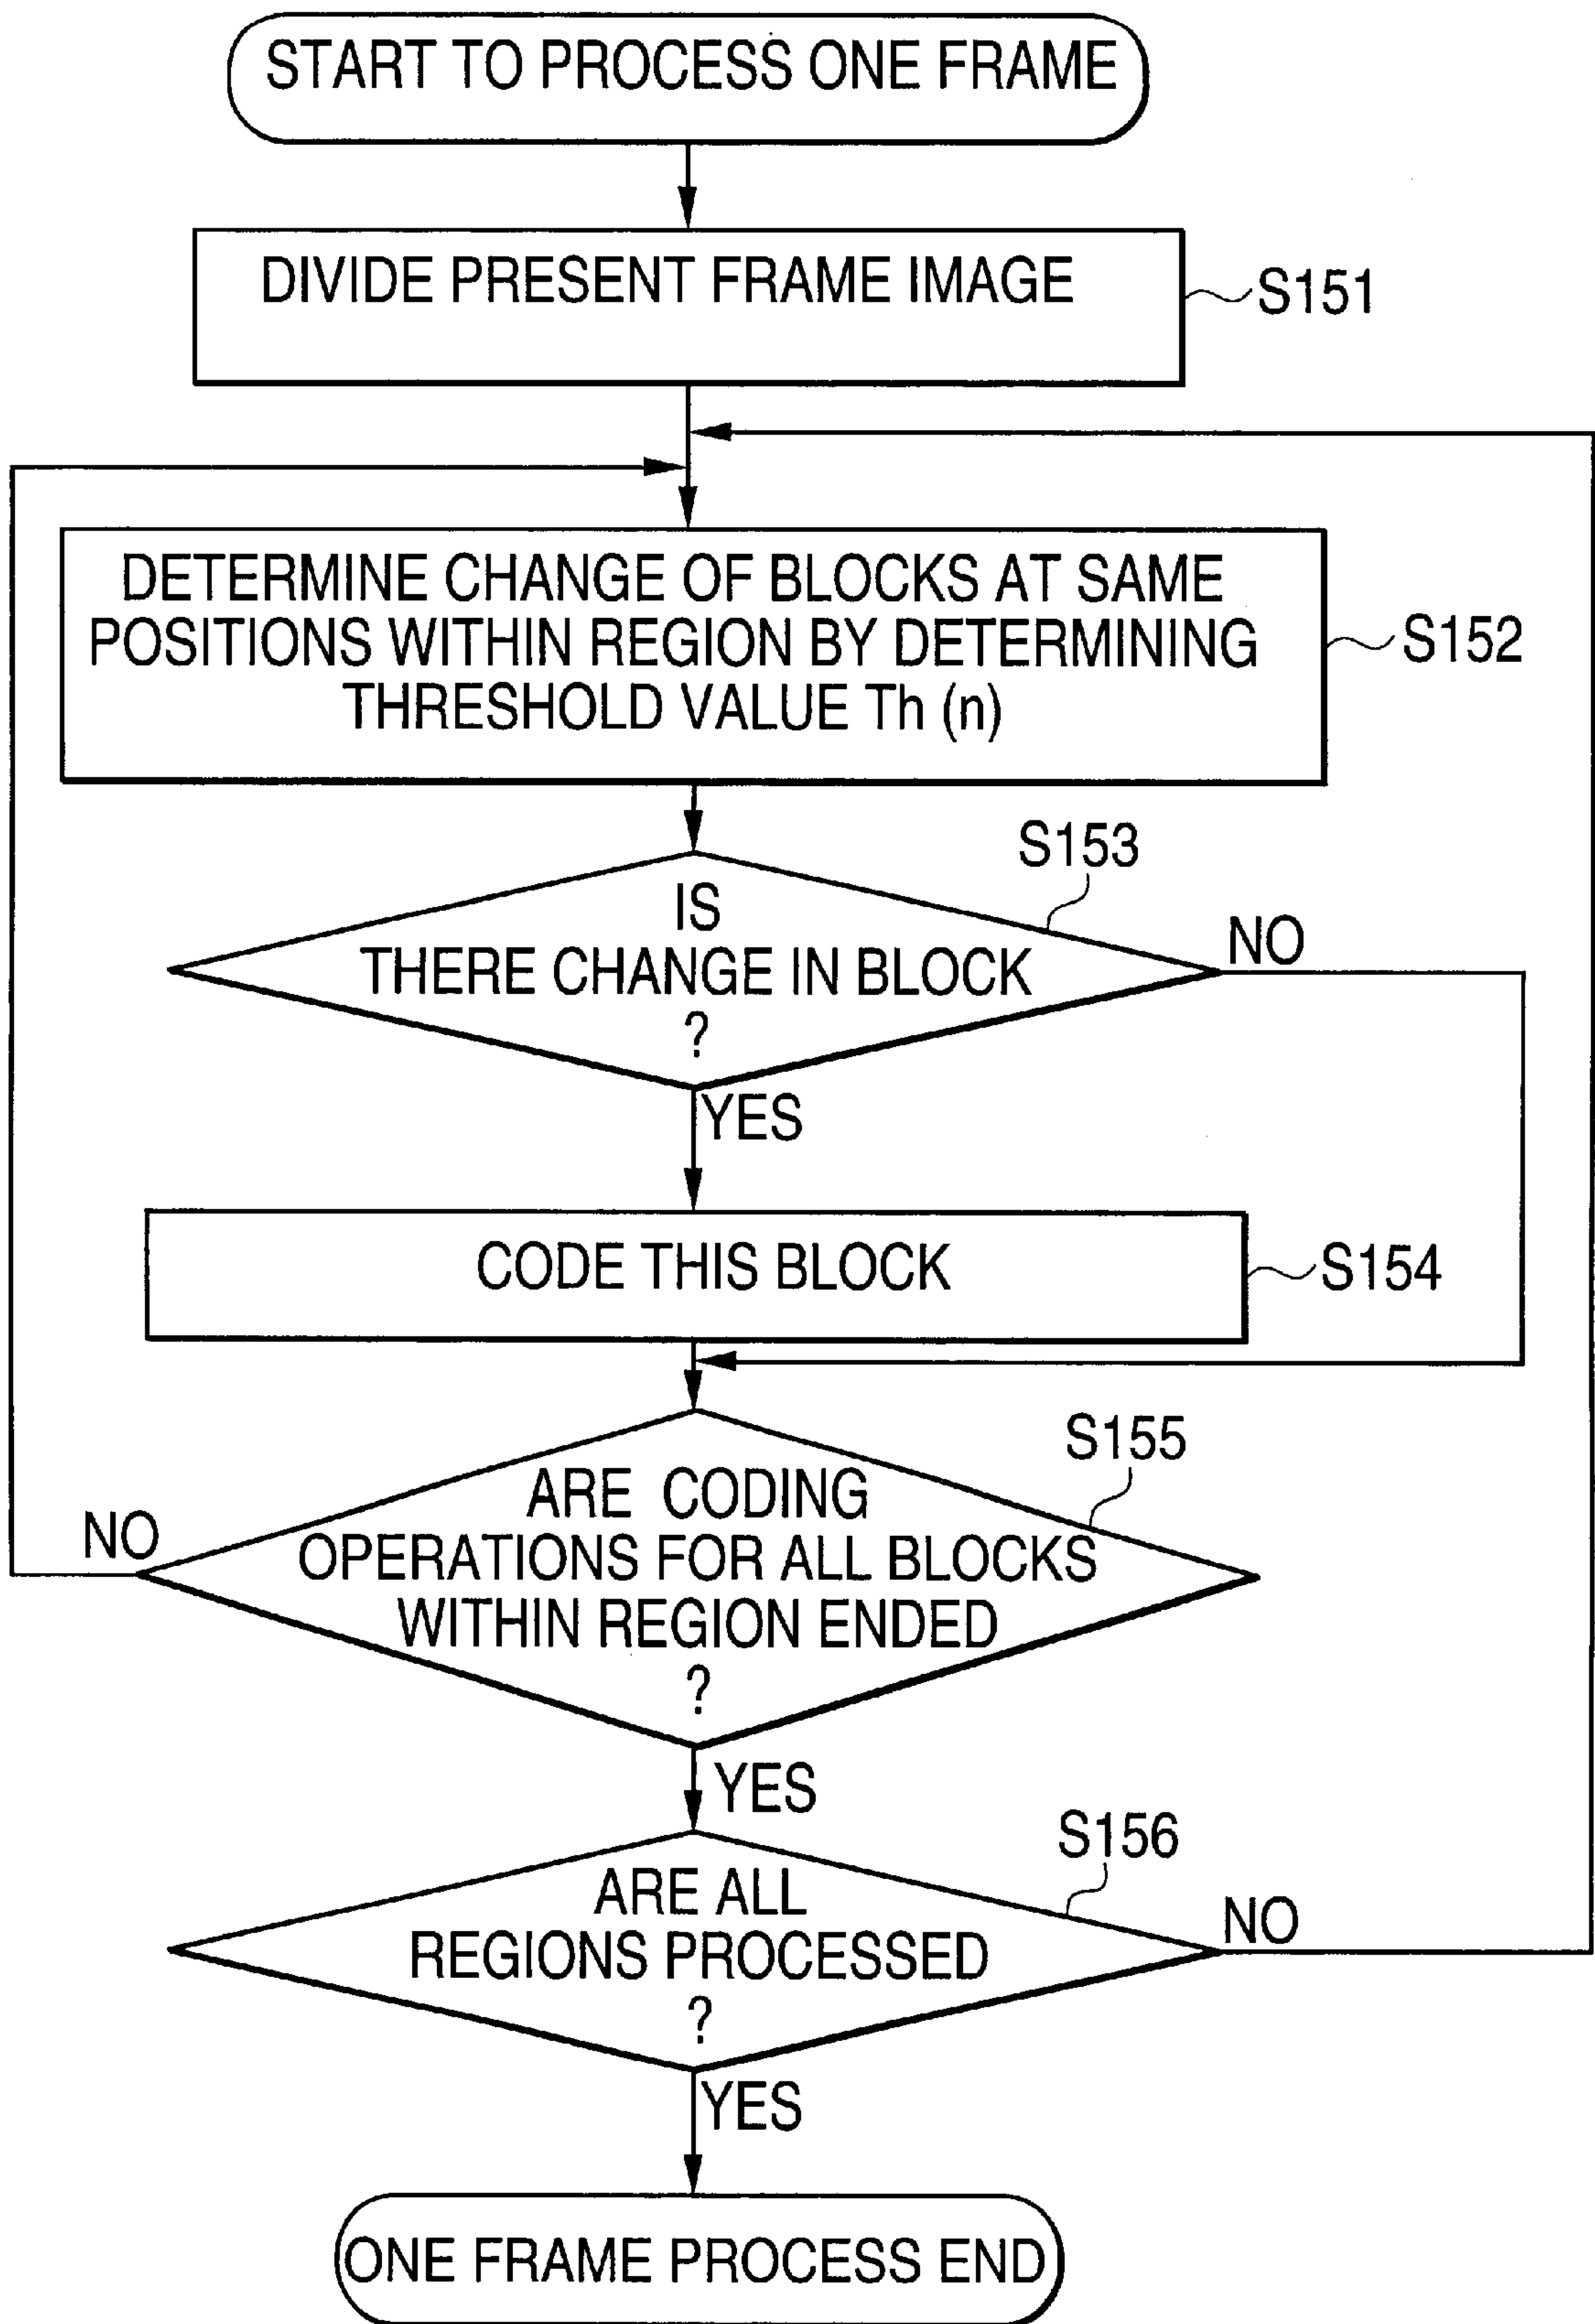 START TO PROCESS ONE FRAME
DIVIDE PRESENT FRAME IMAGE
S151
DETERMINE CHANGE OF BLOCKS AT SAME
POSITIONS WITHIN REGION BY DETERMINING
THRESHOLD VALUE Th (n)
S152
S153
IS
THERE CHANGE IN BLOCK
?
NO
YES
CODE THIS BLOCK
S154
S155
ARE CODING
OPERATIONS FOR ALL BLOCKS
WITHIN REGION ENDED
?
NO
YES
S156
ARE ALL
REGIONS PROCESSED
?
NO
YES
ONE FRAME PROCESS END